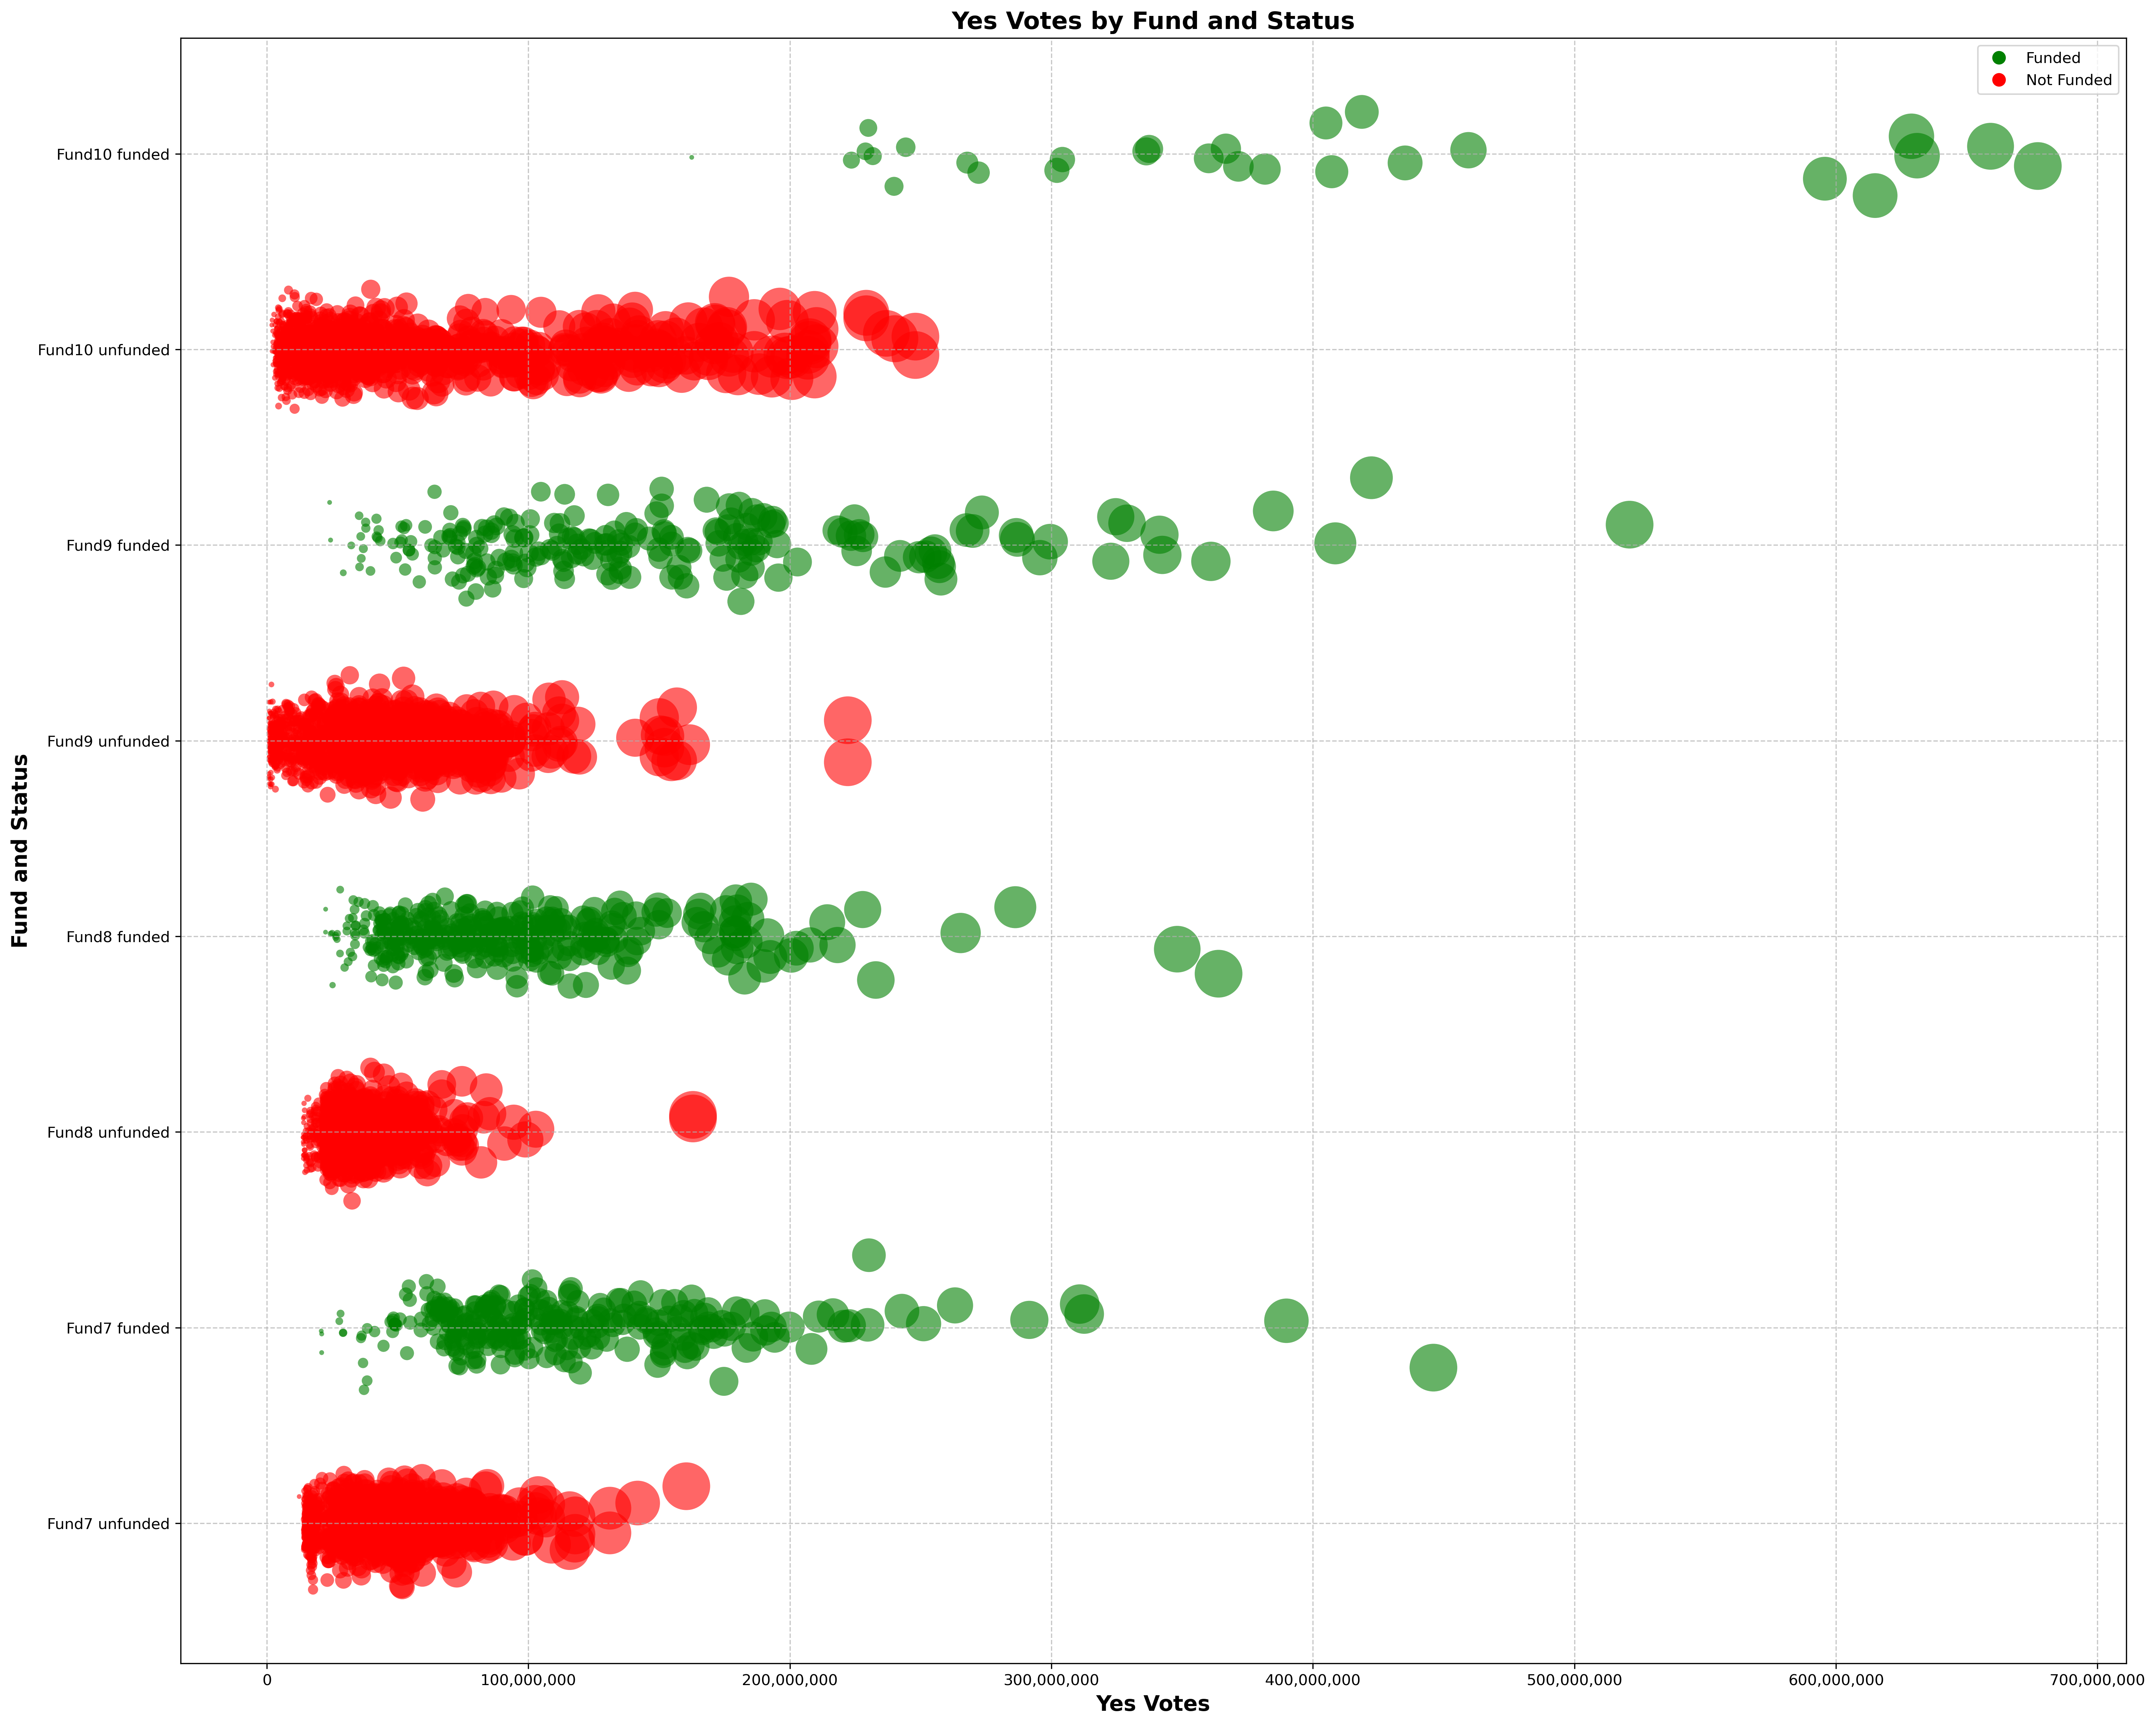 Yes Votes by Fund and Status
Funded
Not Funded
Fund10 funded
Fund10 unfunded
Fund9 funded
Fund9 unfunded
Fund8 funded
Fund8 unfunded
Fund7 funded
Fund7 unfunded
Fund and Status
0
100,000,000
200,000,000
300,000,000
400,000,000
500,000,000
600,000,000
700,000,000
Yes Votes